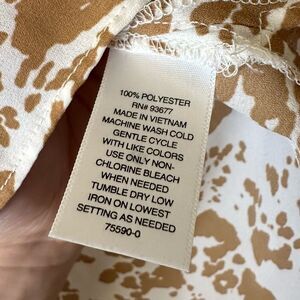 100% POLYESTER
RN# 93677
MADE IN VIETNAM
MACHINE WASH COLD
GENTLE CYCLE
WITH LIKE COLORS
USE ONLY NON-
CHLORINE BLEACH
WHEN NEEDED
TUMBLE DRY LOW
IRON ON LOWEST
SETTING AS NEEDED
75590-0